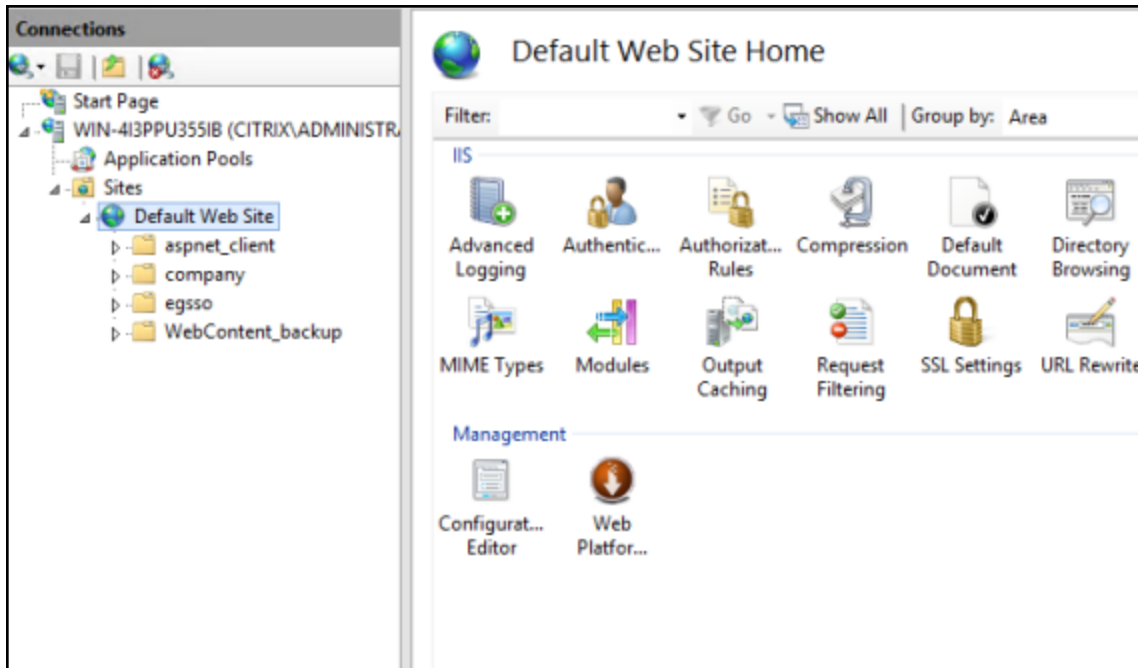 Connections
Start Page
WIN-4I3PPU355IB (CITRIX\ADMINISTR
Application Pools
Sites
Default Web Site
aspnet_client
company
egsso
WebContent_backup
Default Web Site Home
Filter: Go Show All Group by: Area
IIS
Advanced Authentic... Authorizat... Compression Default Directory
Logging Rules Document Browsing
MIME Types Modules Output Request SSL Settings URL Rewrite
Caching Filtering
Management
Configurat... Web
Editor Platfor...